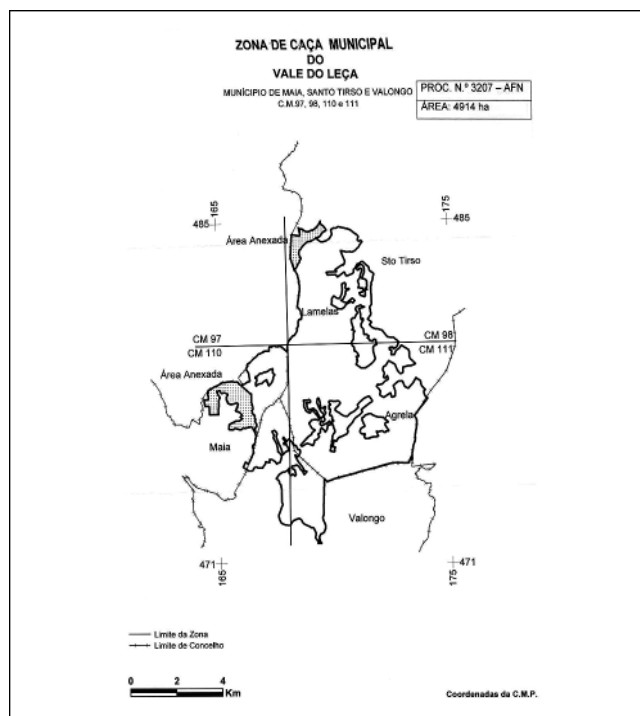 ZONA DE CAÇA MUNICIPAL
DO
VALE DO LEÇA
MUNÍCIPIO DE MAIA, SANTO TIRSO E VALONGO
C.M.97, 98, 110 e 111
PROC. N.º 3207 – AFN
ÁREA: 4914 ha
165
175
485
485
Área Anexada
Sto Tirso
Lamelas
CM 97
CM 98
CM 110
CM 111
Área Anexada
Agrela
Maia
Valongo
471
471
165
175
Limite da Zona
Limite de Concelho
0 2 4
Km
Coordenadas da C.M.P.